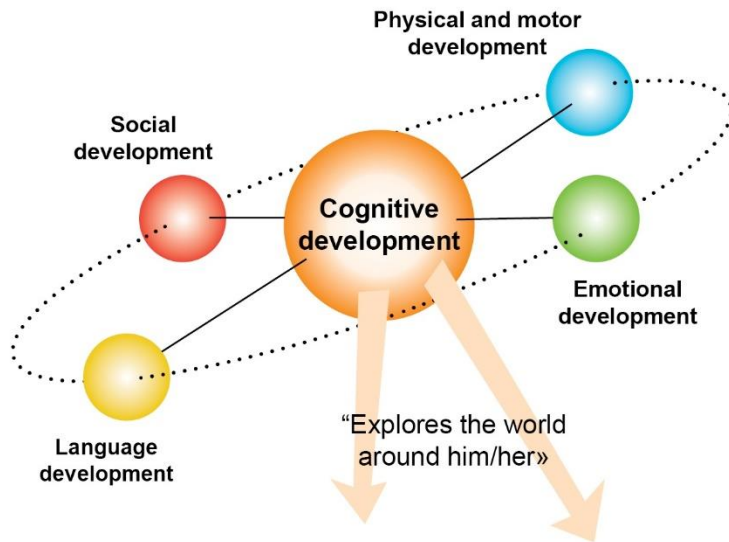 Physical and motor
development
Social
development
Cognitive
development
Emotional
development
“Explores the world
around him/her»
Language
development